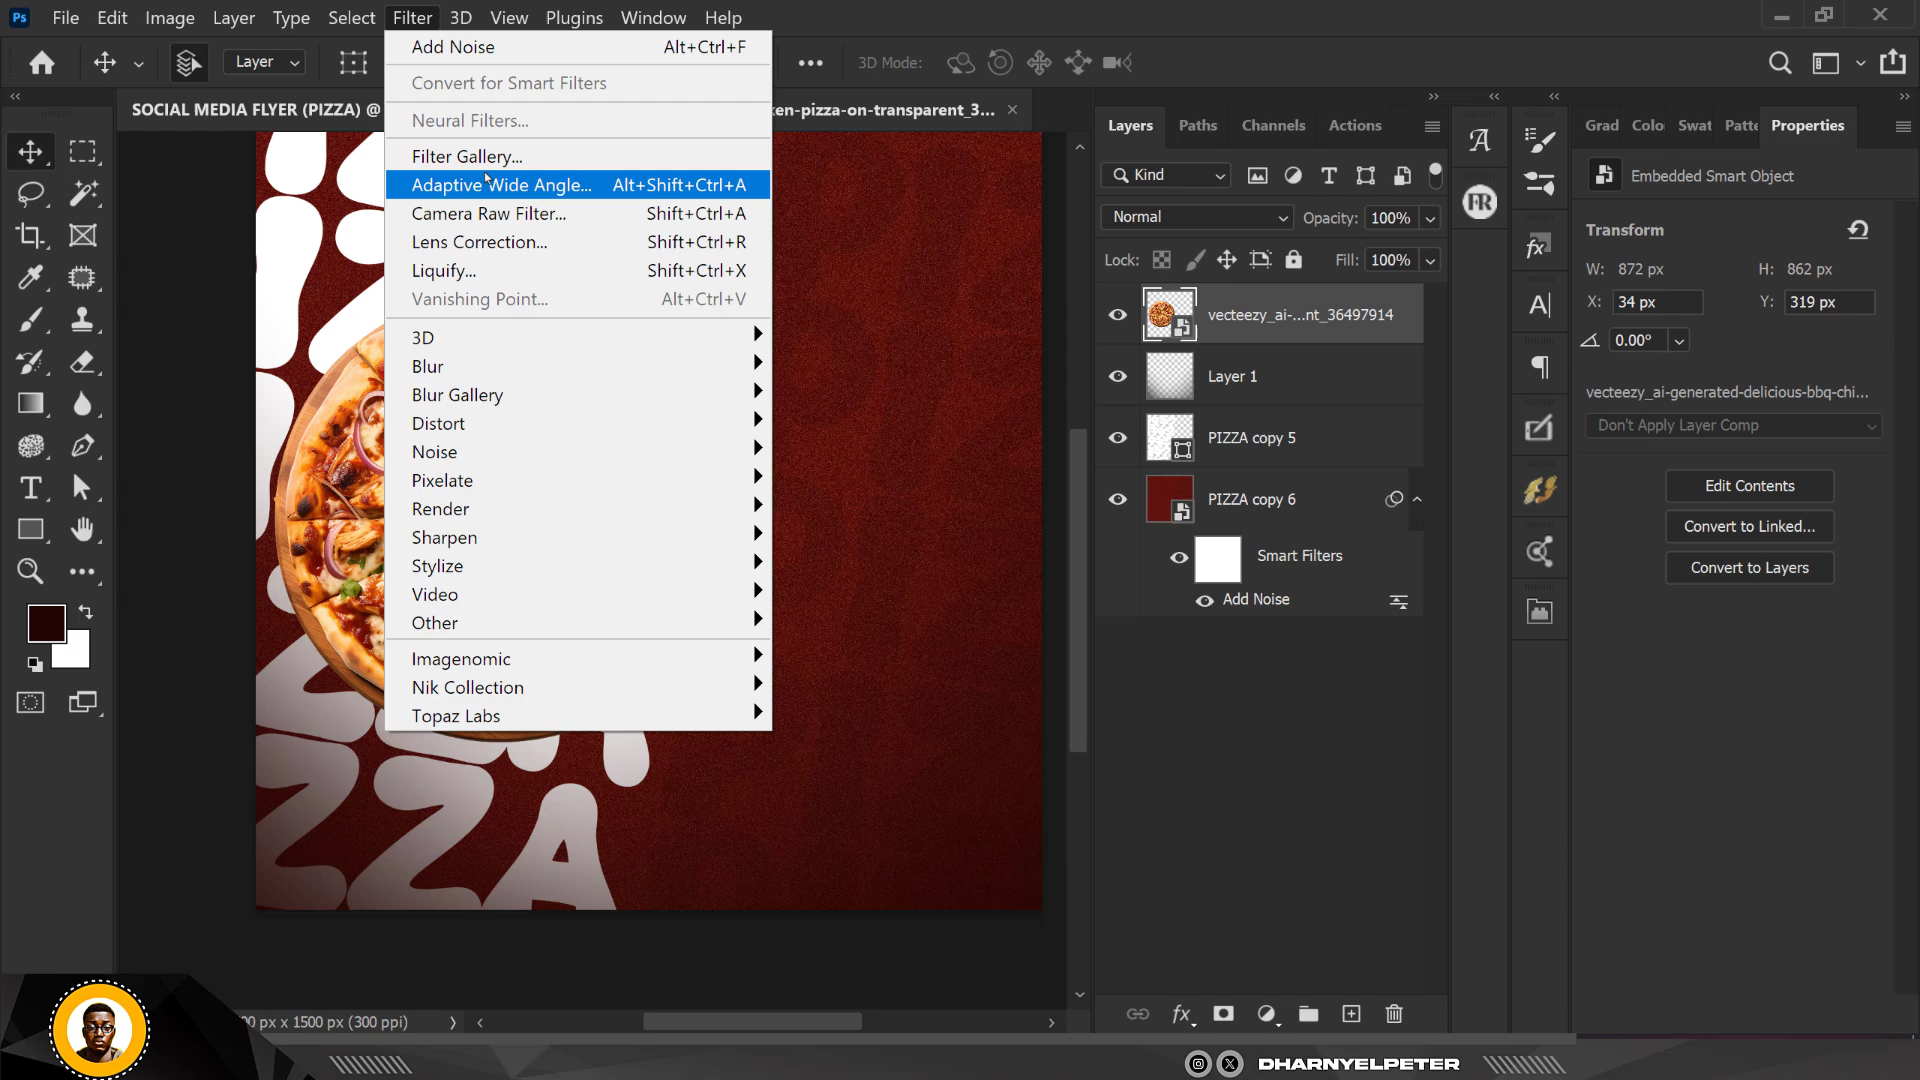 Ps File Edit Image Layer Type Select Filter 3D View Plugins Window Help
Layer
3D Mode:
SOCIAL MEDIA FLYER (PIZZA) @
ken-pizza-on-transparent_3...
Add Noise Alt+Ctrl+F
Convert for Smart Filters
Neural Filters...
Filter Gallery...
Adaptive Wide Angle... Alt+Shift+Ctrl+A
Camera Raw Filter... Shift+Ctrl+A
Lens Correction... Shift+Ctrl+R
Liquify... Shift+Ctrl+X
Vanishing Point... Alt+Ctrl+V
3D
Blur
Blur Gallery
Distort
Noise
Pixelate
Render
Sharpen
Stylize
Video
Other
Imagenomic
Nik Collection
Topaz Labs
ZZA
Layers Paths Channels Actions
Kind
Normal Opacity: 100%
Lock: Fill: 100%
vecteezy_ai-...nt_36497914
Layer 1
PIZZA copy 5
PIZZA copy 6
Smart Filters
Add Noise
Grad Colo Swat Patte Properties
Embedded Smart Object
Transform
W: 872 px H: 862 px
X: 34 px Y: 319 px
0.00°
vecteezy_ai-generated-delicious-bbq-chi...
Don't Apply Layer Comp
Edit Contents
Convert to Linked...
Convert to Layers
00 px x 1500 px (300 ppi)
DHARNYELPETER